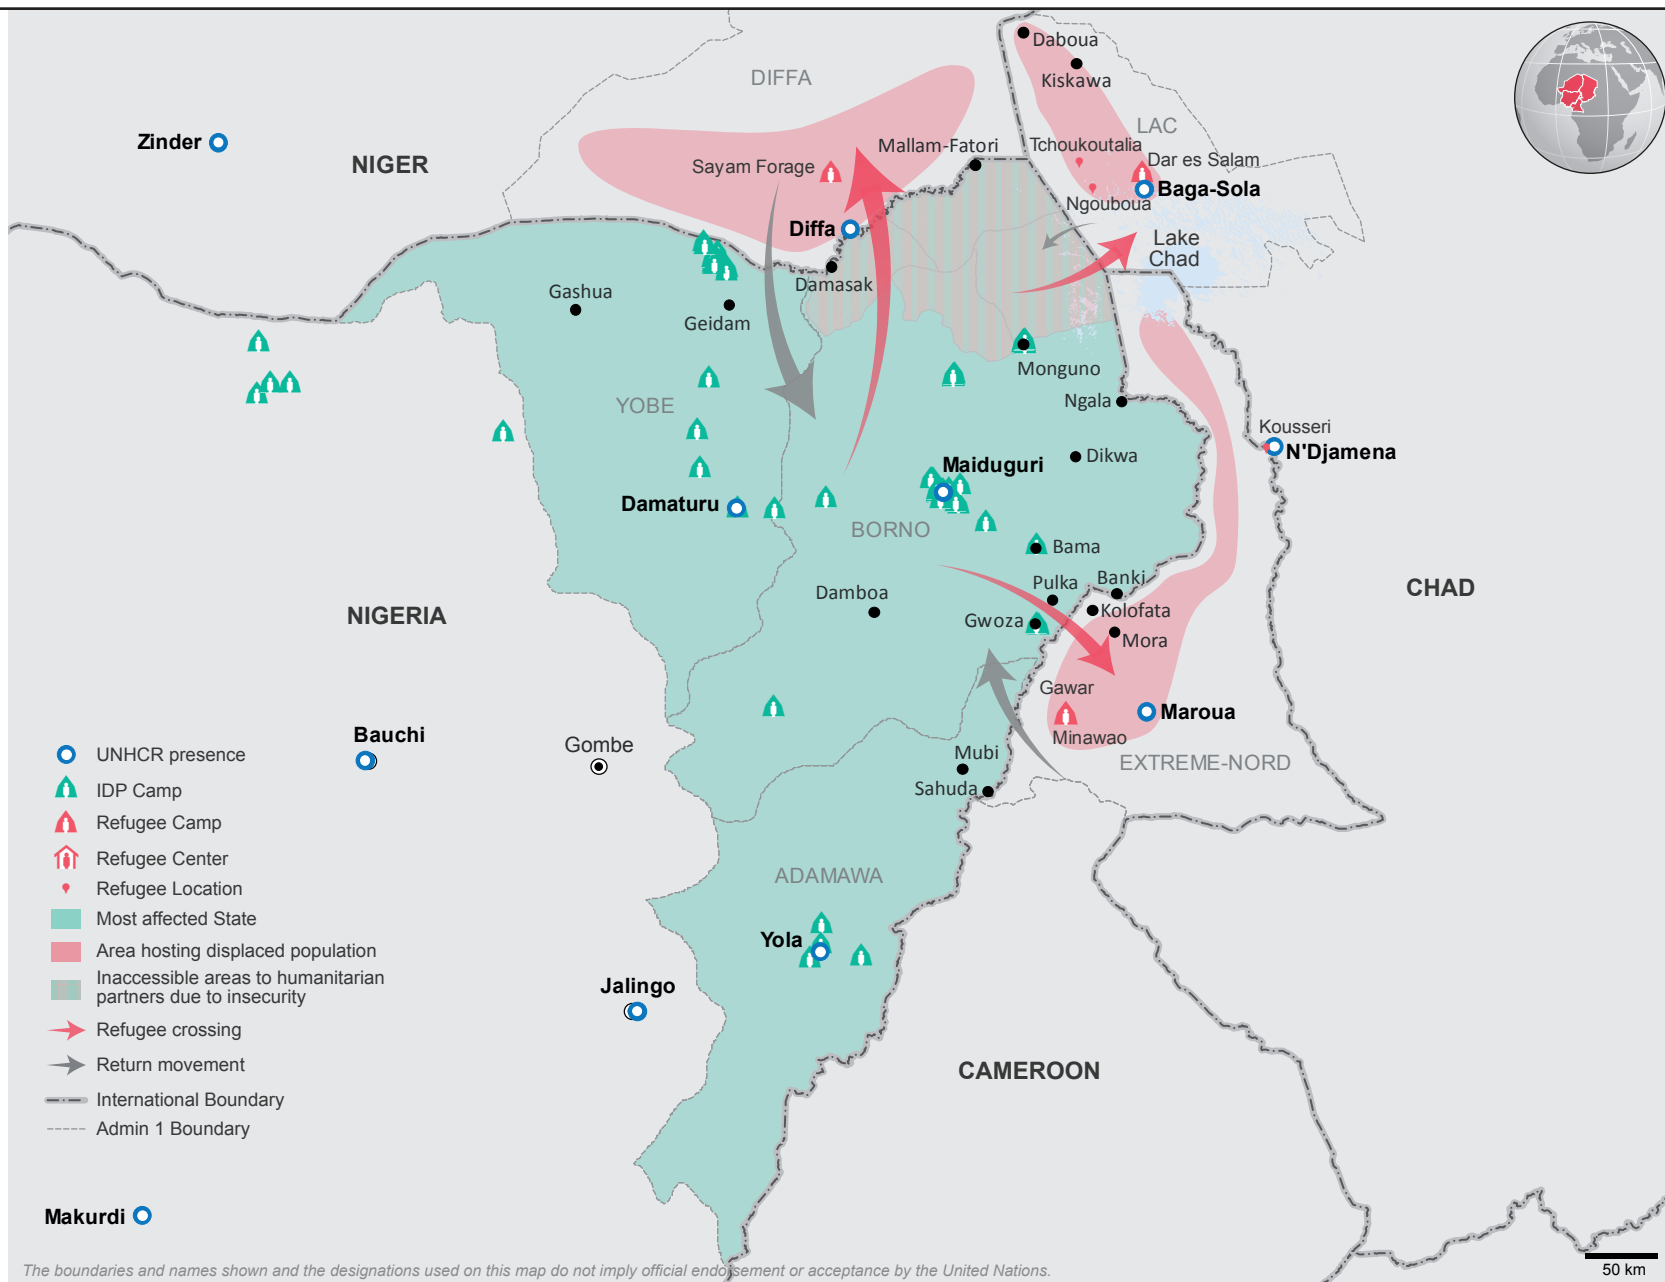 Daboua
Kiskawa
DIFFA
LAC
Zinder
NIGER
Mallam-Fatori
Tchoukoutalia
Dar es Salam
Sayam Forage
Baga-Sola
Ngouboua
Diffa
Lake
Chad
Damasak
Gashua
Geidam
Monguno
Ngala
YOBE
Kousseri
N'Djamena
Dikwa
Maiduguri
Damaturu
BORNO
Bama
Pulka
Banki
CHAD
Damboa
Kolofata
NIGERIA
Gwoza
Mora
Gawar
Maroua
Minawao
Bauchi
Gombe
Mubi
EXTREME-NORD
Sahuda
ADAMAWA
Yola
Jalingo
CAMEROON
Makurdi
UNHCR presence
IDP Camp
Refugee Camp
Refugee Center
Refugee Location
Most affected State
Area hosting displaced population
Inaccessible areas to humanitarian
partners due to insecurity
Refugee crossing
Return movement
International Boundary
Admin 1 Boundary
The boundaries and names shown and the designations used on this map do not imply official endorsement or acceptance by the United Nations.
50 km